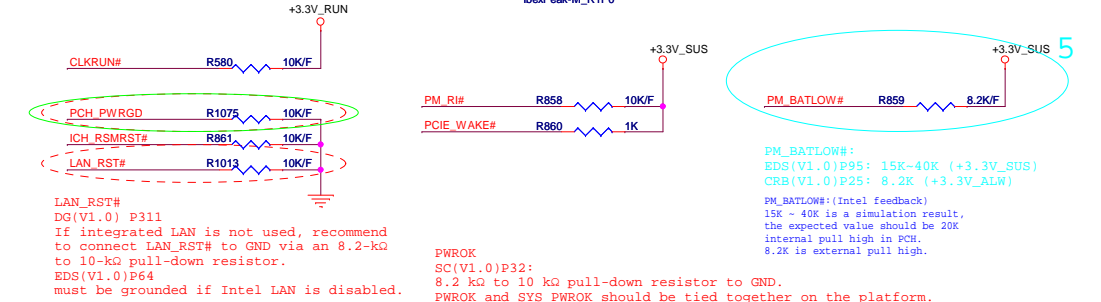 +3.3V_RUN
CLKRUN# R580 10K/F
PCH_PWRGD R1075 10K/F
ICH_RSMRST# R861 10K/F
LAN_RST# R1013 10K/F
LAN_RST#
DG(V1.0) P311
If integrated LAN is not used, recommend
to connect LAN_RST# to GND via an 8.2-kΩ
to 10-kΩ pull-down resistor.
EDS(V1.0)P64
must be grounded if Intel LAN is disabled.
+3.3V_SUS
PM_RI# R858 10K/F
PCIE_WAKE# R860 1K
PWROK
SC(V1.0)P32:
8.2 kΩ to 10 kΩ pull-down resistor to GND.
PWROK and SYS PWROK should be tied together on the platform.
+3.3V_SUS 5
PM_BATLOW# R859 8.2K/F
PM_BATLOW#:
EDS(V1.0)P95: 15K~40K (+3.3V_SUS)
CRB(V1.0)P25: 8.2K (+3.3V_ALW)
PM_BATLOW#:(Intel feedback)
15K ~ 40K is a simulation result,
the expected value should be 20K
internal pull high in PCH.
8.2K is external pull high.